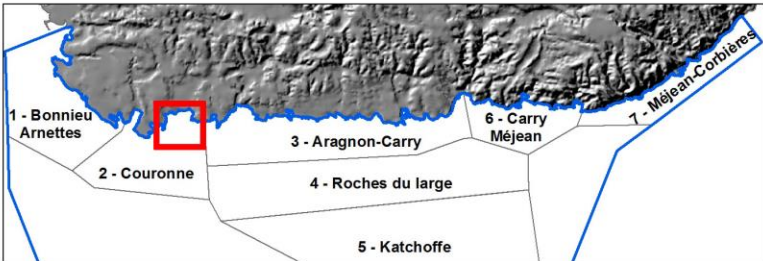 1 - Bonnieu
Arnettes
2 - Couronne
3 - Aragnon-Carry
4 - Roches du large
5 - Katchoffe
6 - Carry
Méjean
7 - Méjean-Corbières